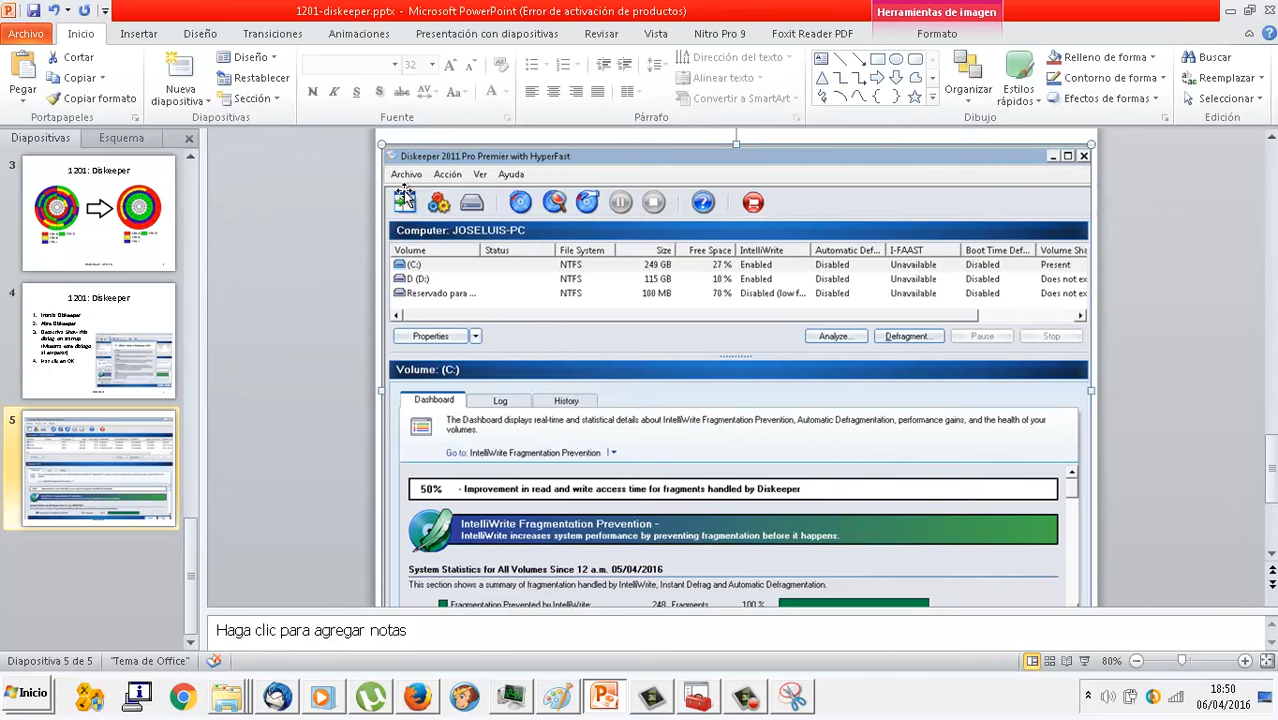 1201-diskeeper.pptx - Microsoft PowerPoint (Error de activación de productos)
Herramientas de imagen
Archivo Inicio Insertar Diseño Transiciones Animaciones Presentación con diapositivas Revisar Vista Nitro Pro 9 Foxit Reader PDF Formato
Pegar
Cortar
Copiar
Copiar formato
Portapapeles
Nueva diapositiva
Diseño
Restablecer
Sección
Diapositivas
32
Fuente
Dirección del texto
Alinear texto
Convertir a SmartArt
Párrafo
Organizar
Estilos rápidos
Relleno de forma
Contorno de forma
Efectos de formas
Dibujo
Buscar
Reemplazar
Seleccionar
Edición
Diapositivas Esquema
3
1201: Diskeeper
4
1201: Diskeeper
5
Diskeeper 2011 Pro Premier with HyperFast
Archivo Acción Ver Ayuda
Computer: JOSELUIS-PC
Volume Status File System Size Free Space IntelliWrite Automatic Def... I-FAAST Boot Time Def... Volume Sha
(C:) NTFS 249 GB 27 % Enabled Disabled Unavailable Disabled Present
D (D:) NTFS 115 GB 10 % Enabled Disabled Unavailable Disabled Does not ex
Reservado para ... NTFS 100 MB 70 % Disabled (low f... Disabled Unavailable Disabled Does not ex
Properties Analyze... Defragment... Pause Stop
Volume: (C:)
Dashboard Log History
The Dashboard displays real-time and statistical details about IntelliWrite Fragmentation Prevention, Automatic Defragmentation, performance gains, and the health of your
volumes.
Go to: IntelliWrite Fragmentation Prevention
50% - Improvement in read and write access time for fragments handled by Diskeeper
IntelliWrite Fragmentation Prevention -
IntelliWrite increases system performance by preventing fragmentation before it happens.
System Statistics for All Volumes Since 12 a.m. 05/04/2016
This section shows a summary of fragmentation handled by IntelliWrite, Instant Defrag and Automatic Defragmentation.
Fragmentation Prevented by IntelliWrite: 248 Fragments 100 %
Haga clic para agregar notas
Diapositiva 5 de 5 "Tema de Office" 80%
Inicio
18:50
06/04/2016